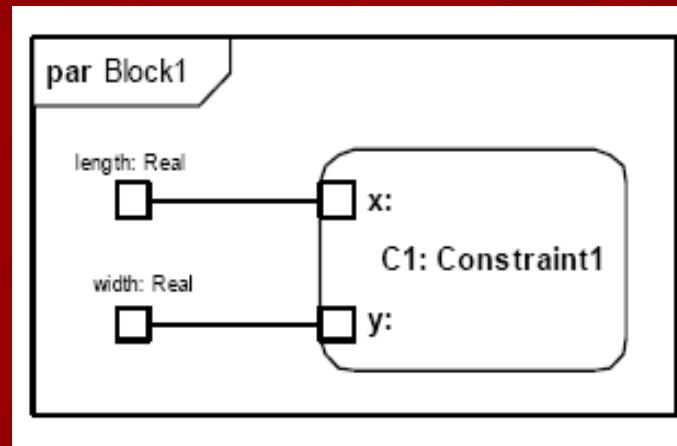 par Block1
length: Real
x:
C1: Constraint1
width: Real
y: